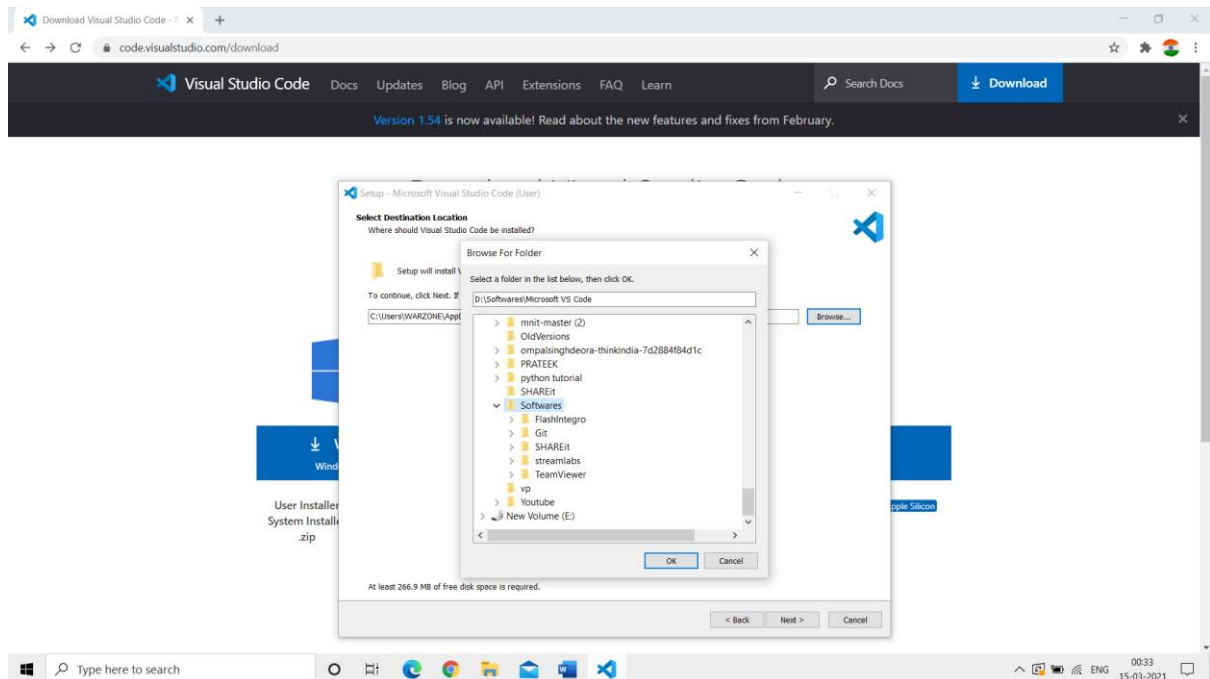 Download Visual Studio Code -
code.visualstudio.com/download
Visual Studio Code Docs Updates Blog API Extensions FAQ Learn Search Docs Download
Version 1.54 is now available! Read about the new features and fixes from February.
Setup - Microsoft Visual Studio Code (User)
Select Destination Location
Where should Visual Studio Code be installed?
Setup will install
To continue, click Next. If
C:\Users\WARZONE\App
Browse...
Browse For Folder
Select a folder in the list below, then click OK.
D:\Softwares\Microsoft VS Code
mnit-master (2)
OldVersions
ompalsinghdeora-thinkindia-7d2884f84d1c
PRATEEK
python tutorial
SHAREit
Softwares
FlashIntegro
Git
SHAREit
streamlabs
TeamViewer
vp
Youtube
New Volume (E:)
OK Cancel
At least 266.9 MB of free disk space is required.
< Back Next > Cancel
Wind
User Installer
System Installe
.zip
pple Silicon
Type here to search
ENG
00:33
15-03-2021